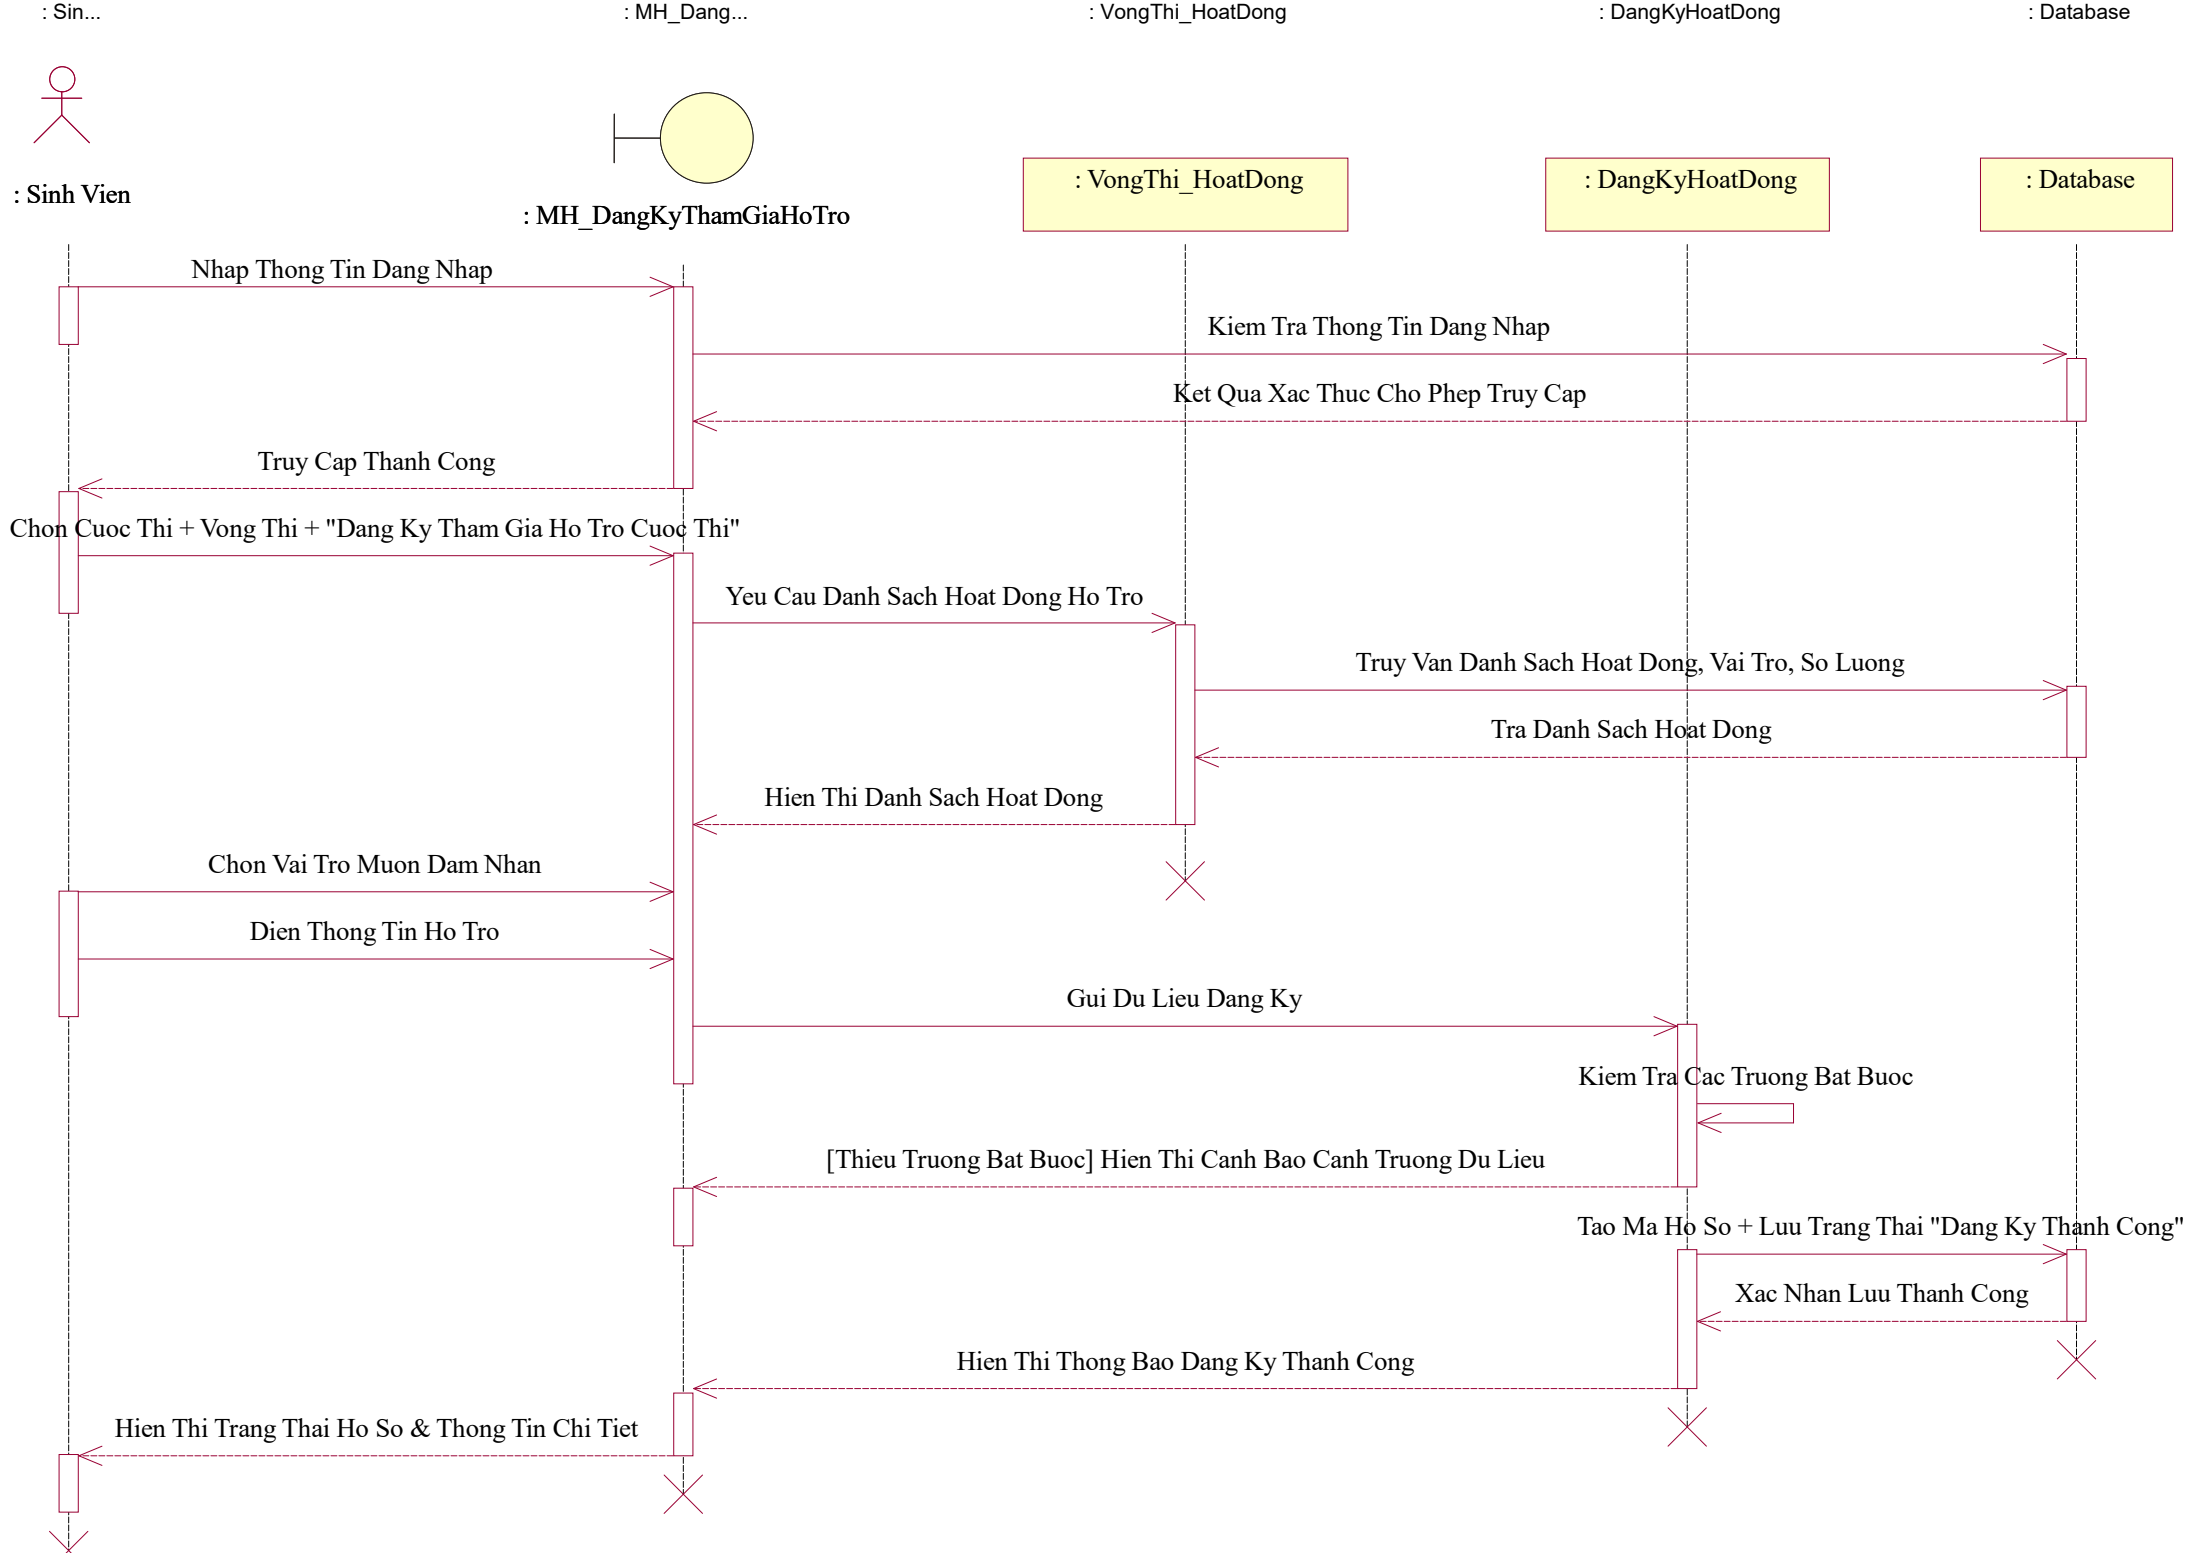 : Sin...
: MH_Dang...
: VongThi_HoatDong
: DangKyHoatDong
: Database
: Sinh Vien
: MH_DangKyThamGiaHoTro
: VongThi_HoatDong
: DangKyHoatDong
: Database
Nhap Thong Tin Dang Nhap
Kiem Tra Thong Tin Dang Nhap
Ket Qua Xac Thuc Cho Phep Truy Cap
Truy Cap Thanh Cong
Chon Cuoc Thi + Vong Thi + "Dang Ky Tham Gia Ho Tro Cuoc Thi"
Yeu Cau Danh Sach Hoat Dong Ho Tro
Truy Van Danh Sach Hoat Dong, Vai Tro, So Luong
Tra Danh Sach Hoat Dong
Hien Thi Danh Sach Hoat Dong
Chon Vai Tro Muon Dam Nhan
Dien Thong Tin Ho Tro
Gui Du Lieu Dang Ky
Kiem Tra Cac Truong Bat Buoc
[Thieu Truong Bat Buoc] Hien Thi Canh Bao Canh Truong Du Lieu
Tao Ma Ho So + Luu Trang Thai "Dang Ky Thanh Cong"
Xac Nhan Luu Thanh Cong
Hien Thi Thong Bao Dang Ky Thanh Cong
Hien Thi Trang Thai Ho So & Thong Tin Chi Tiet